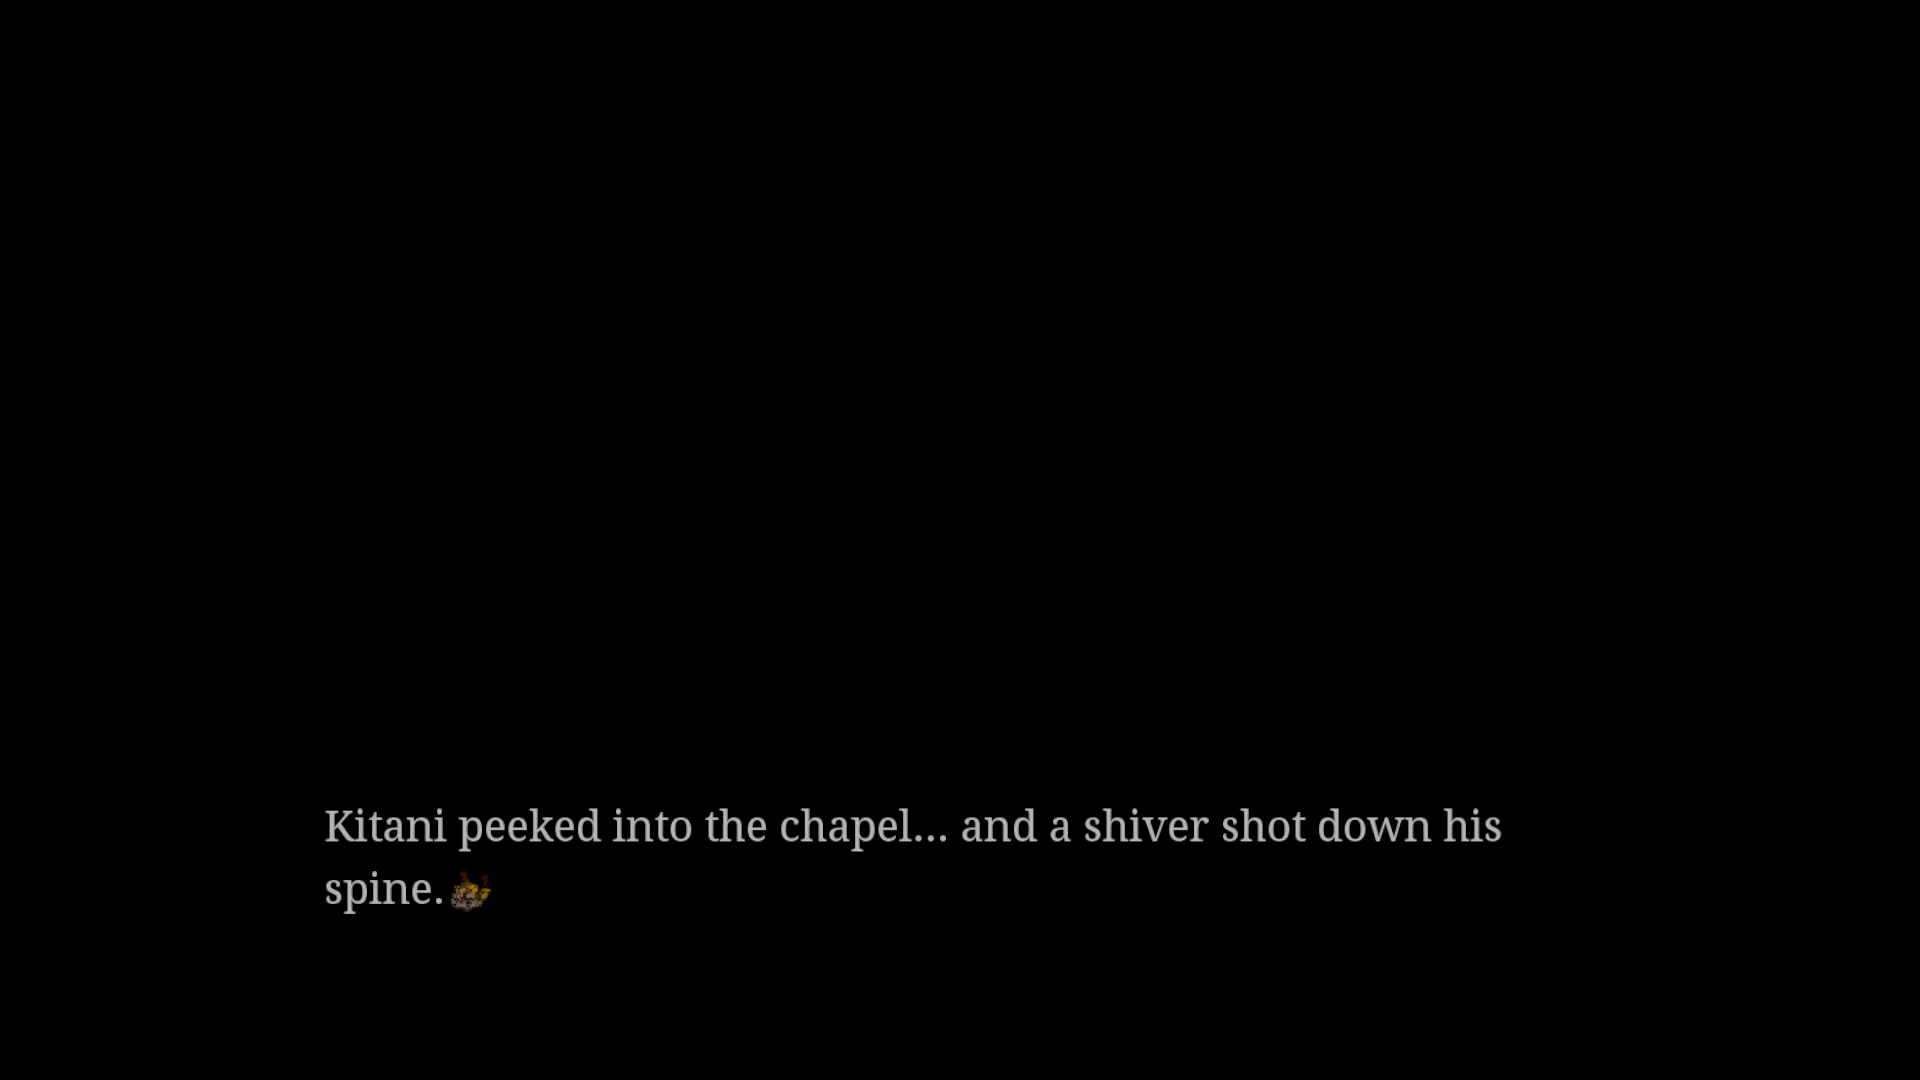 Kitani peeked into the chapel... and a shiver shot down his
spine.